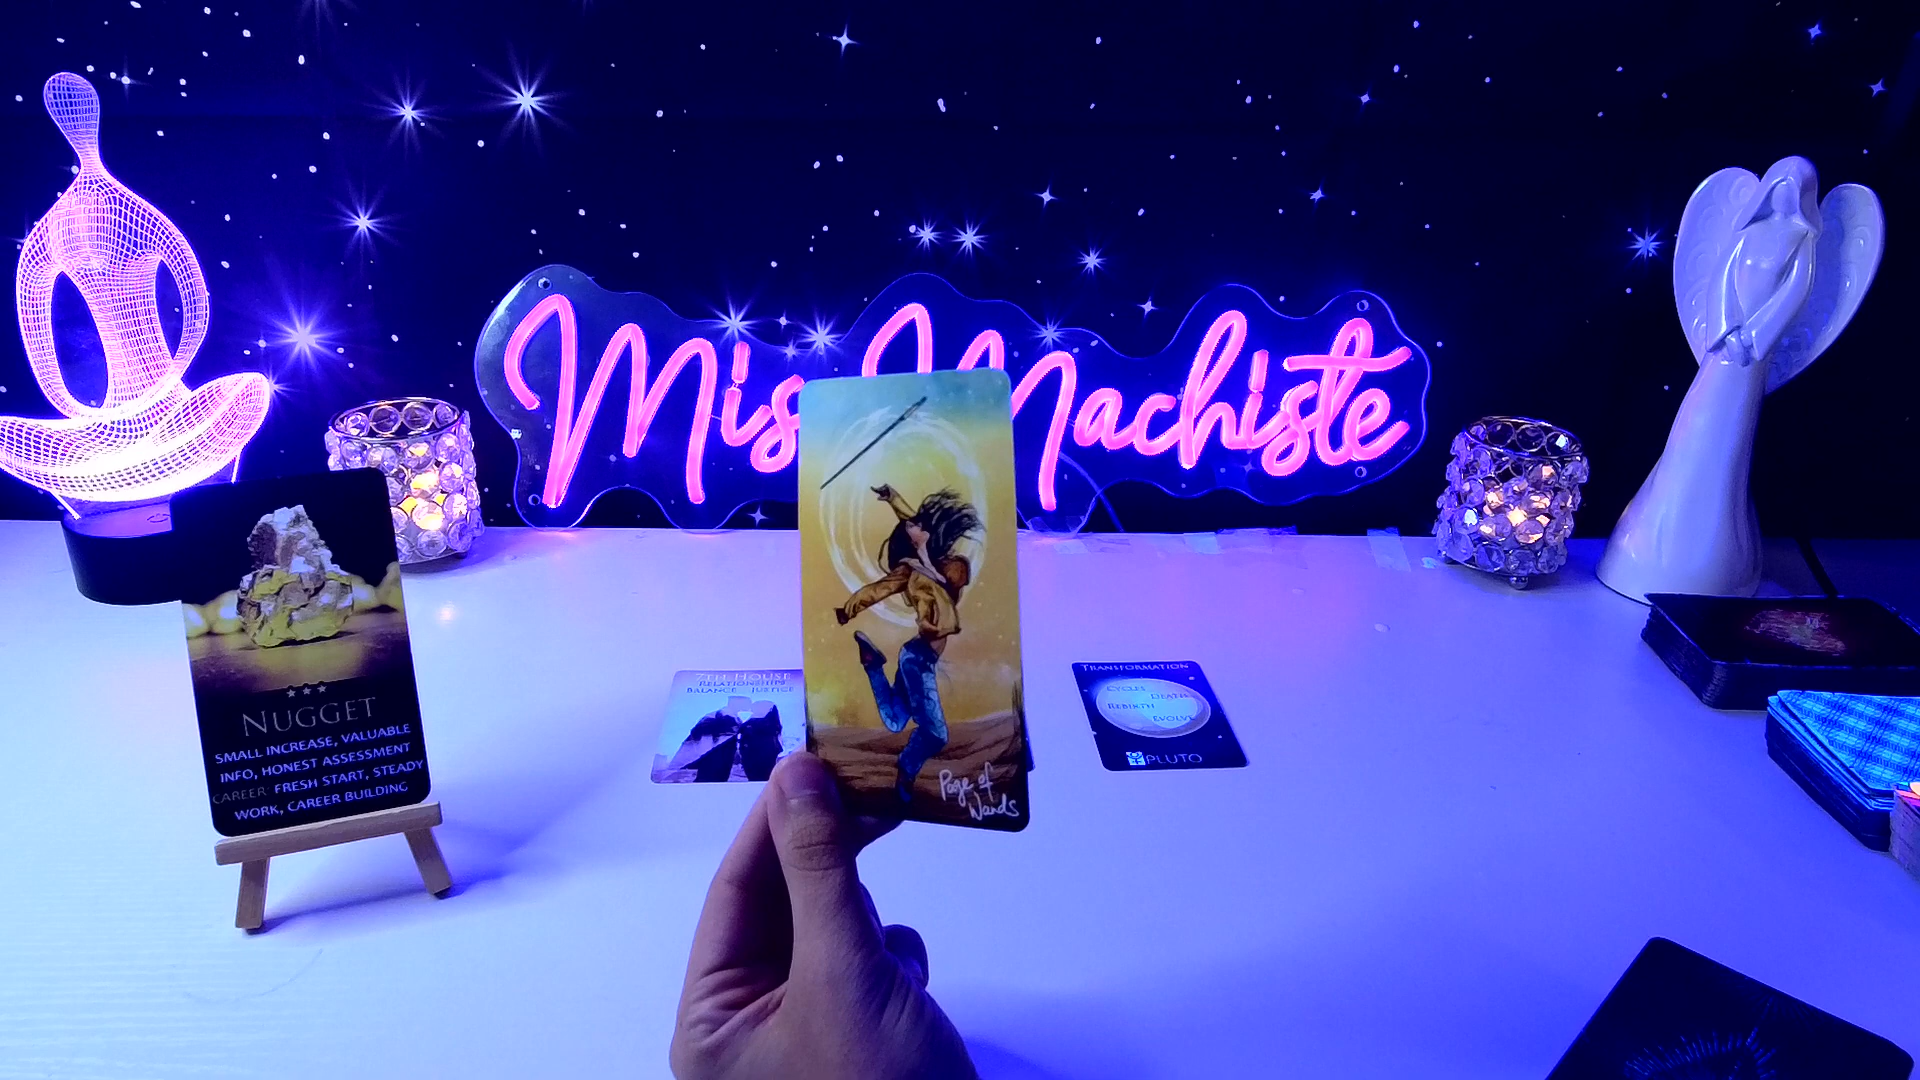 Mis Machiste
NUGGET
SMALL INCREASE, VALUABLE
INFO, HONEST ASSESSMENT
CAREER: FRESH START, STEADY
WORK, CAREER BUILDING
7TH HOUSE
RELATIONSHIPS
BALANCE JUSTICE
Page of
Wands
TRANSFORMATION
CYCLES
DEATH
REBIRTH
EVOLVE
PLUTO